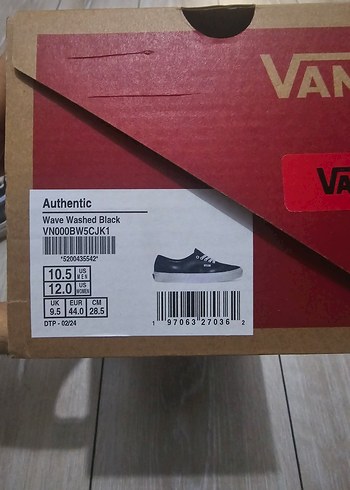 VAN
VA
Authentic
Wave Washed Black
VN000BW5CJK1
*5200435542*
10.5 US MEN
12.0 US WOMEN
UK EUR CM
9.5 44.0 28.5
DTP - 02/24
1 97063 27036 2